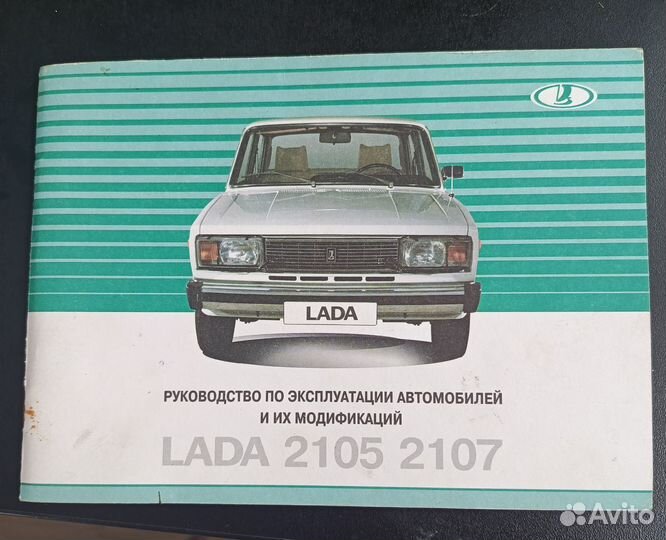 LADA
РУКОВОДСТВО ПО ЭКСПЛУАТАЦИИ АВТОМОБИЛЕЙ
И ИХ МОДИФИКАЦИЙ
LADA 2105 2107
Avito